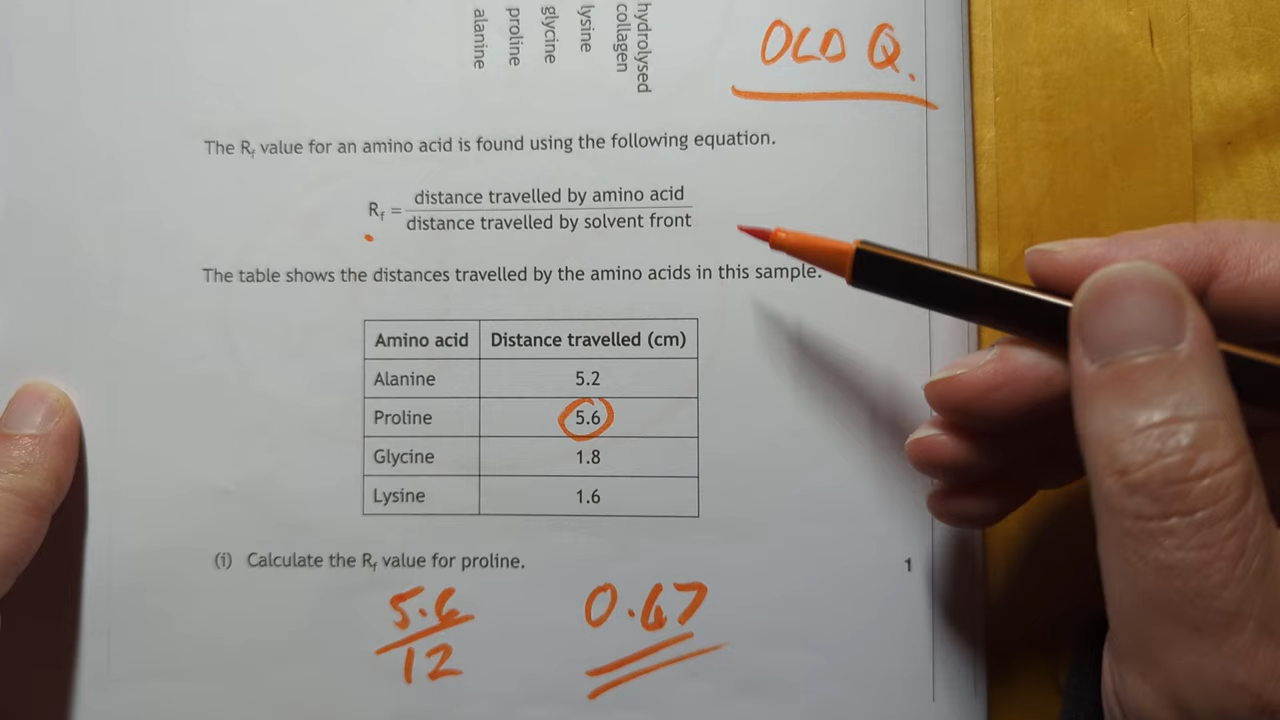 alanine
proline
glycine
lysine
hydrolysed
collagen
OLD Q.
The Rf value for an amino acid is found using the following equation.
distance travelled by amino acid
Rf =
distance travelled by solvent front
The table shows the distances travelled by the amino acids in this sample.
Amino acid Distance travelled (cm)
Alanine 5.2
Proline 5.6
Glycine 1.8
Lysine 1.6
(i) Calculate the Rf value for proline.
1
5.6
12
0.47